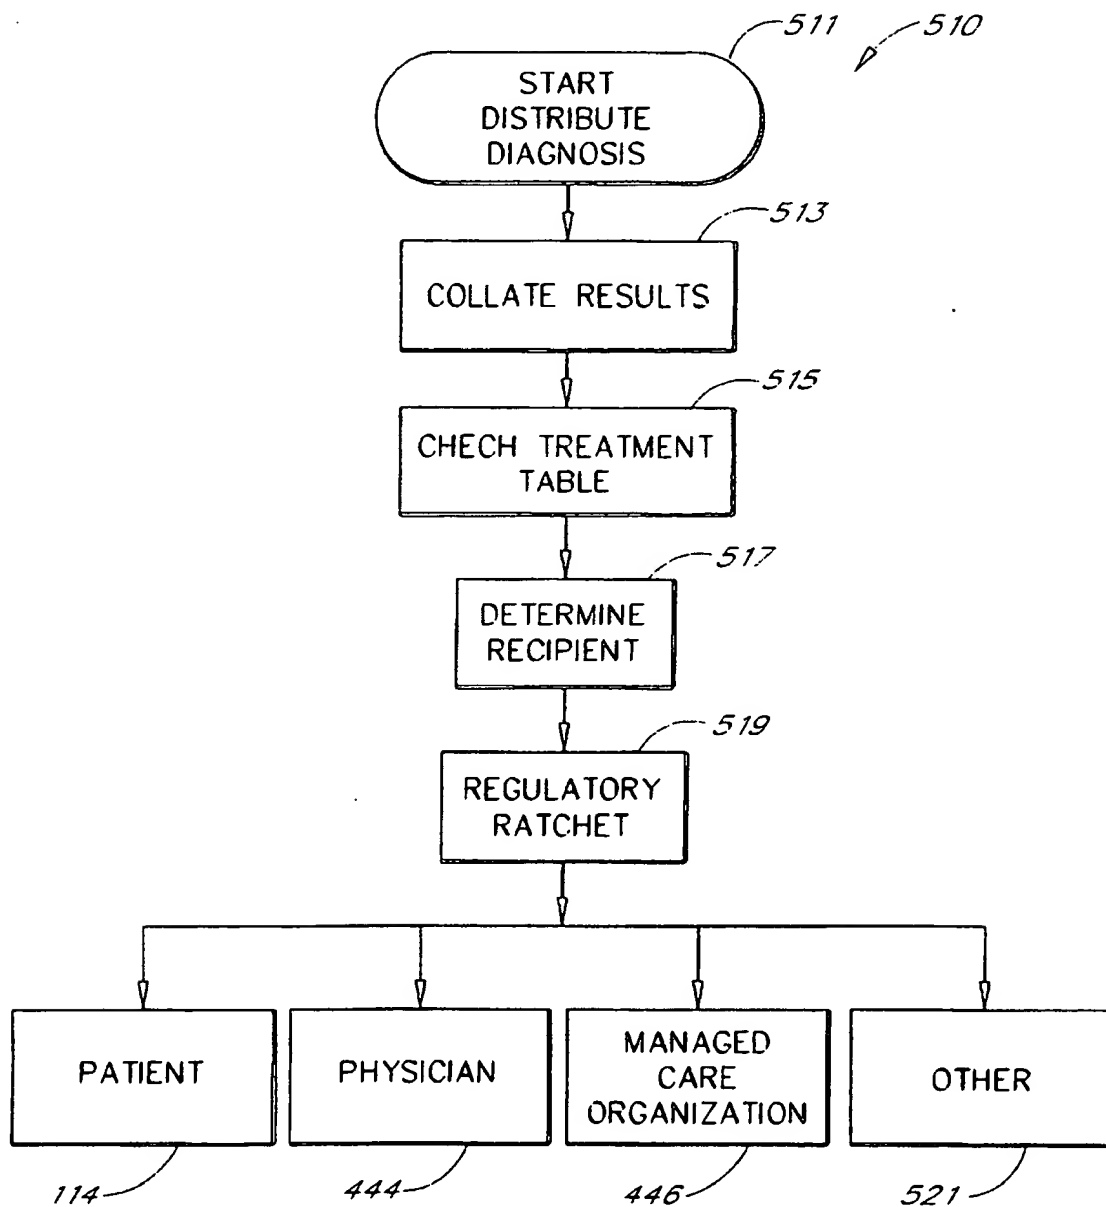 511
510
START
DISTRIBUTE
DIAGNOSIS
513
COLLATE RESULTS
515
CHECH TREATMENT
TABLE
517
DETERMINE
RECIPIENT
519
REGULATORY
RATCHET
PATIENT
PHYSICIAN
MANAGED
CARE
ORGANIZATION
OTHER
114
444
446
521